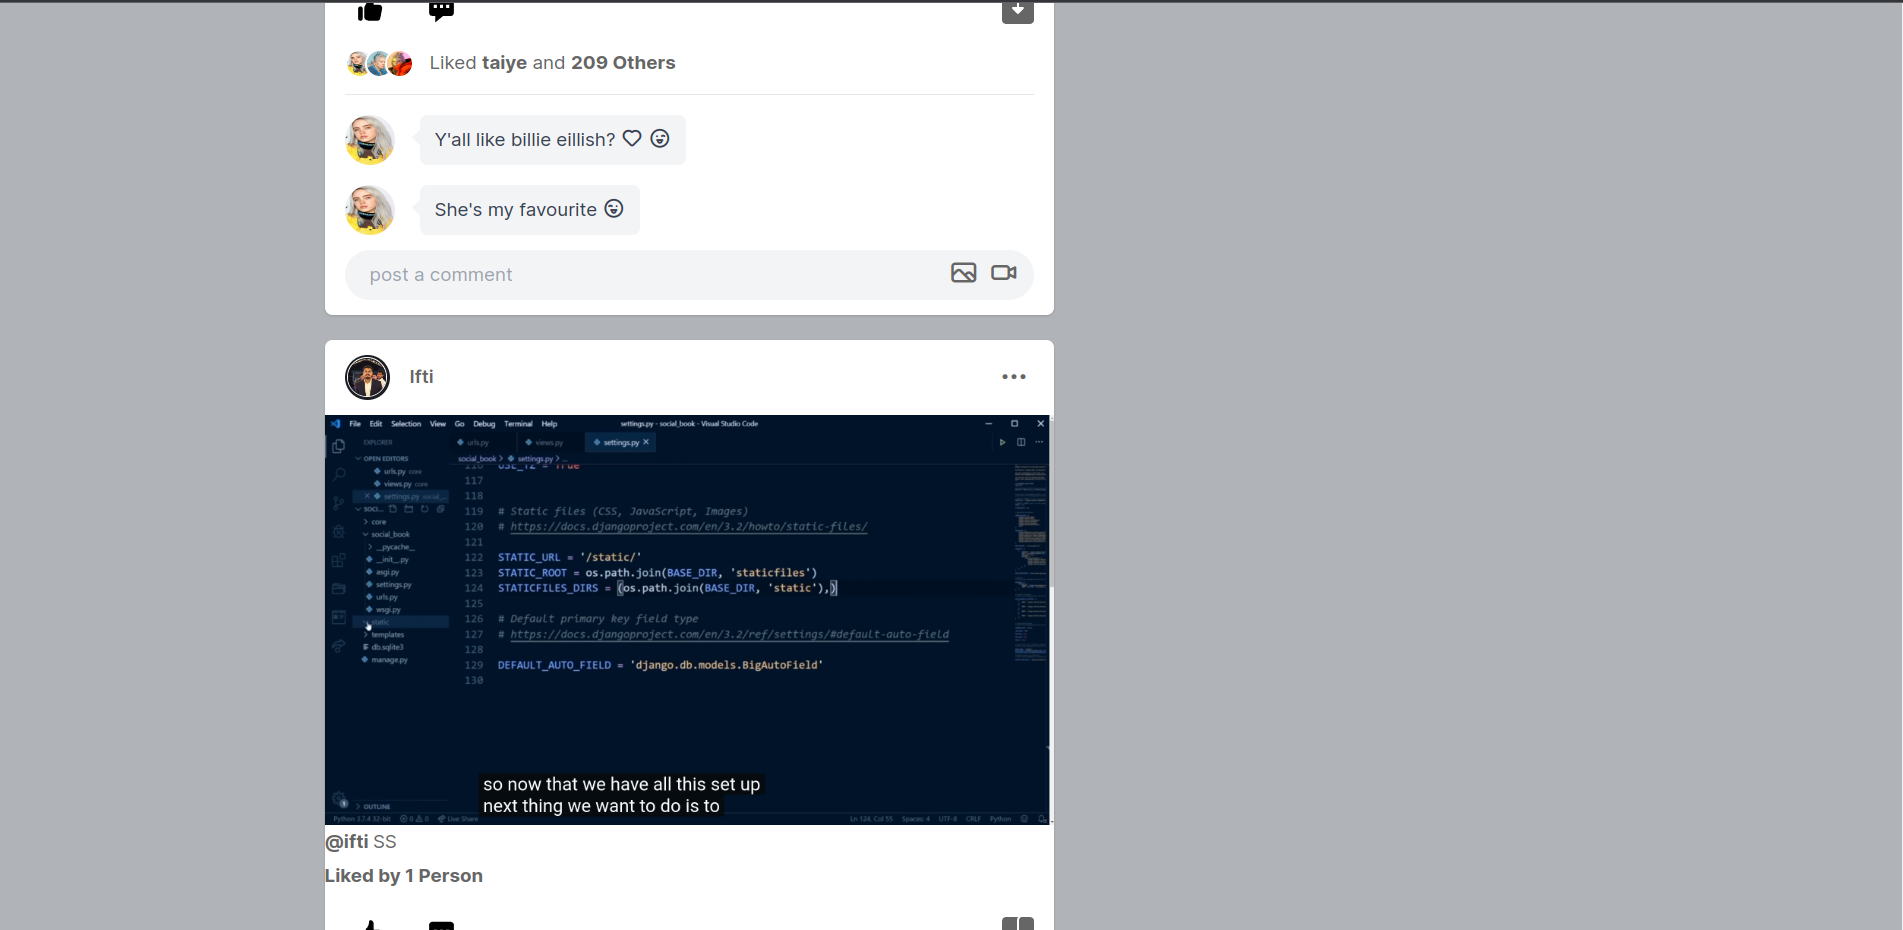 Liked taiye and 209 Others
Y'all like billie eillish?
She's my favourite
post a comment
Ifti
File Edit Selection View Go Debug Terminal Help settings.py - social_book - Visual Studio Code
EXPLORER
urls.py
views.py
settings.py
OPEN EDITORS
urls.py core
views.py core
settings.py social_...
SOCI...
core
social_book
__pycache__
__init__.py
asgi.py
settings.py
urls.py
wsgi.py
static
templates
db.sqlite3
manage.py
OUTLINE
social_book > settings.py > ...
116 USE_TZ = True
117
118
119 # Static files (CSS, JavaScript, Images)
120 # https://docs.djangoproject.com/en/3.2/howto/static-files/
121
122 STATIC_URL = '/static/'
123 STATIC_ROOT = os.path.join(BASE_DIR, 'staticfiles')
124 STATICFILES_DIRS = (os.path.join(BASE_DIR, 'static'),)
125
126 # Default primary key field type
127 # https://docs.djangoproject.com/en/3.2/ref/settings/#default-auto-field
128
129 DEFAULT_AUTO_FIELD = 'django.db.models.BigAutoField'
130
so now that we have all this set up
next thing we want to do is to
Python 3.7.4 32-bit 0 0 Live Share Ln 124, Col 55 Spaces: 4 UTF-8 CRLF Python
@ifti SS
Liked by 1 Person